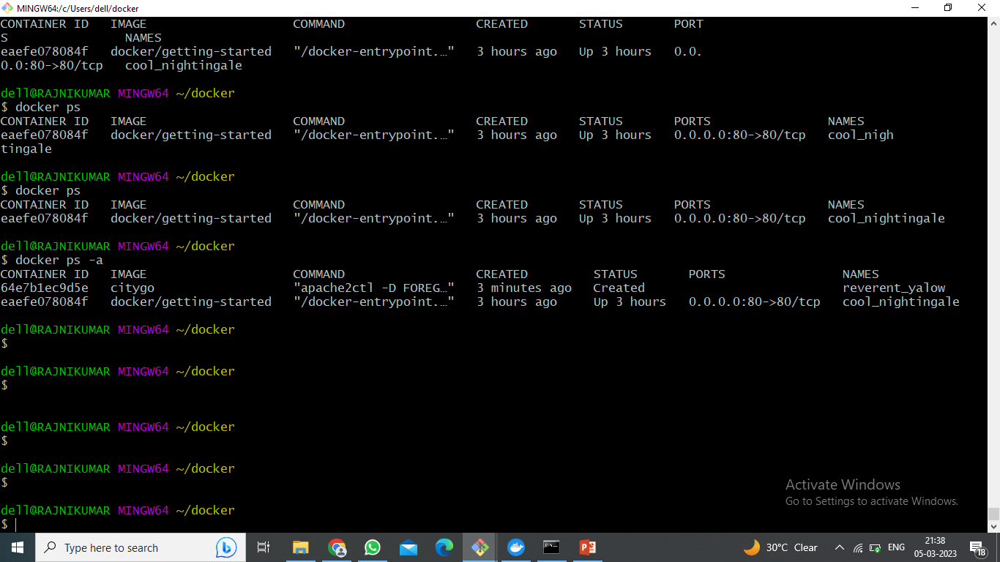 MINGW64:/c/Users/dell/docker
CONTAINER ID   IMAGE                    COMMAND                  CREATED       STATUS       PORT
S                NAMES
eaefe078084f   docker/getting-started   "/docker-entrypoint.…"   3 hours ago   Up 3 hours   0.0.
0.0:80->80/tcp   cool_nightingale
dell@RAJNIKUMAR MINGW64 ~/docker
$ docker ps
CONTAINER ID   IMAGE                    COMMAND                  CREATED       STATUS       PORTS                NAMES
eaefe078084f   docker/getting-started   "/docker-entrypoint.…"   3 hours ago   Up 3 hours   0.0.0.0:80->80/tcp   cool_nigh
tingale
dell@RAJNIKUMAR MINGW64 ~/docker
$ docker ps
CONTAINER ID   IMAGE                    COMMAND                  CREATED       STATUS       PORTS                NAMES
eaefe078084f   docker/getting-started   "/docker-entrypoint.…"   3 hours ago   Up 3 hours   0.0.0.0:80->80/tcp   cool_nightingale
dell@RAJNIKUMAR MINGW64 ~/docker
$ docker ps -a
CONTAINER ID   IMAGE                    COMMAND                  CREATED         STATUS       PORTS                NAMES
64e7b1ec9d5e   citygo                   "apache2ctl -D FOREG…"   3 minutes ago   Created                           reverent_yalow
eaefe078084f   docker/getting-started   "/docker-entrypoint.…"   3 hours ago     Up 3 hours   0.0.0.0:80->80/tcp   cool_nightingale
dell@RAJNIKUMAR MINGW64 ~/docker
$
dell@RAJNIKUMAR MINGW64 ~/docker
$
dell@RAJNIKUMAR MINGW64 ~/docker
$
dell@RAJNIKUMAR MINGW64 ~/docker
$
dell@RAJNIKUMAR MINGW64 ~/docker
$
Activate Windows
Go to Settings to activate Windows.
Type here to search
30°C Clear
ENG
21:38
05-03-2023
18